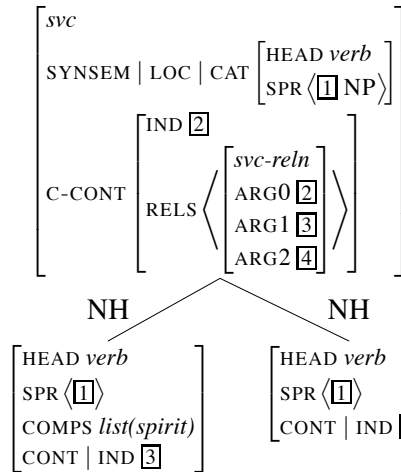 svc
SYNSEM | LOC | CAT [HEAD verb
SPR ⟨[1] NP⟩]
C-CONT
IND [2]
RELS ⟨
svc-reln
ARG0 [2]
ARG1 [3]
ARG2 [4]
⟩
NH NH
HEAD verb
SPR ⟨[1]⟩
COMPS list(spirit)
CONT | IND [3]
HEAD verb
SPR ⟨[1]⟩
CONT | IND